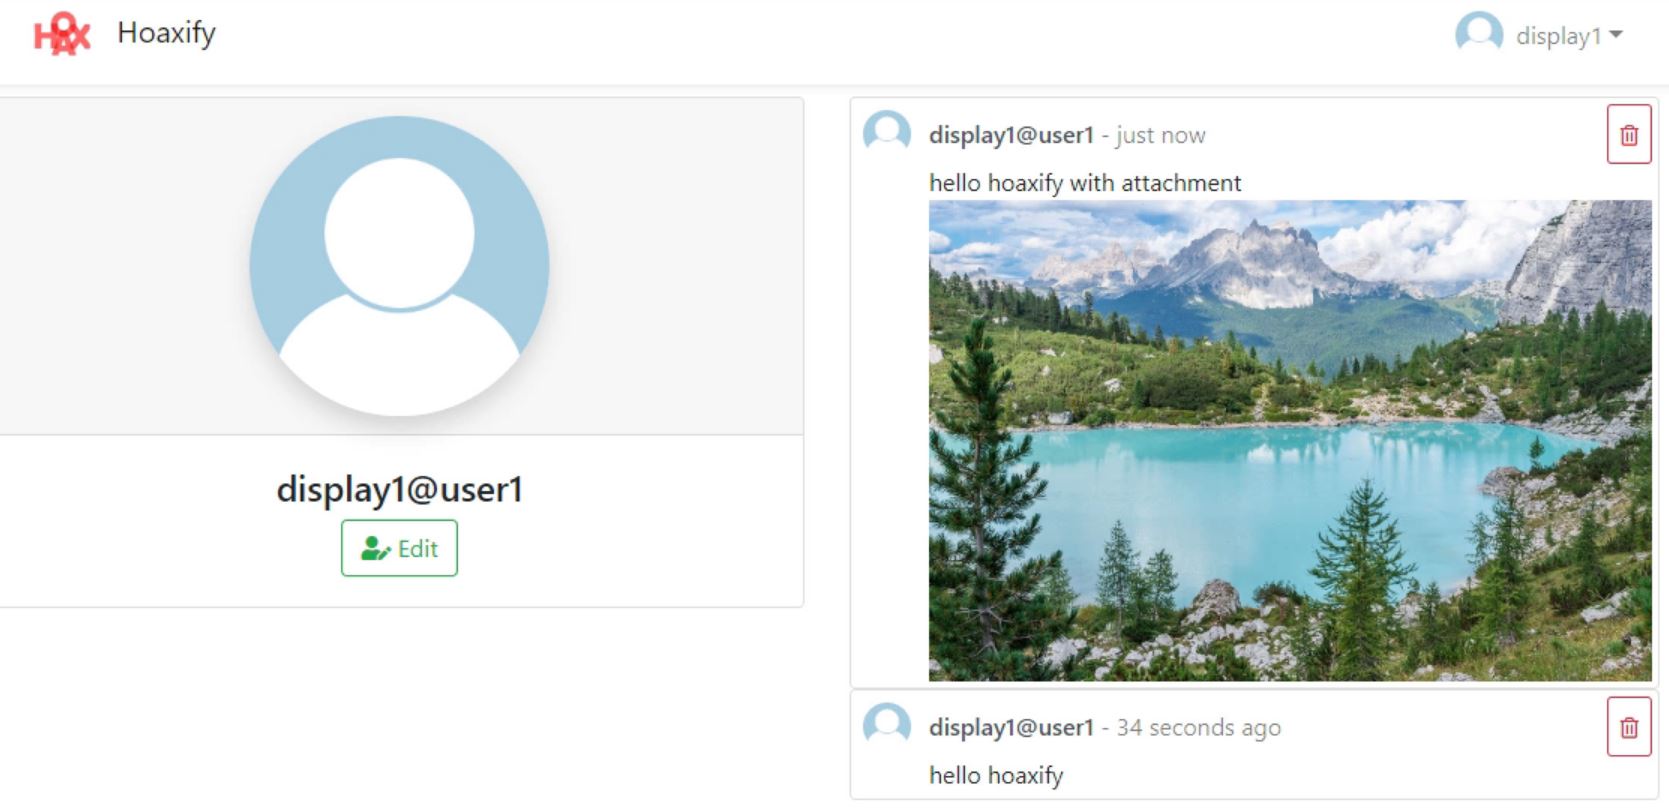 HOAX
Hoaxify
display1
display1@user1
Edit
display1@user1 - just now
hello hoaxify with attachment
display1@user1 - 34 seconds ago
hello hoaxify